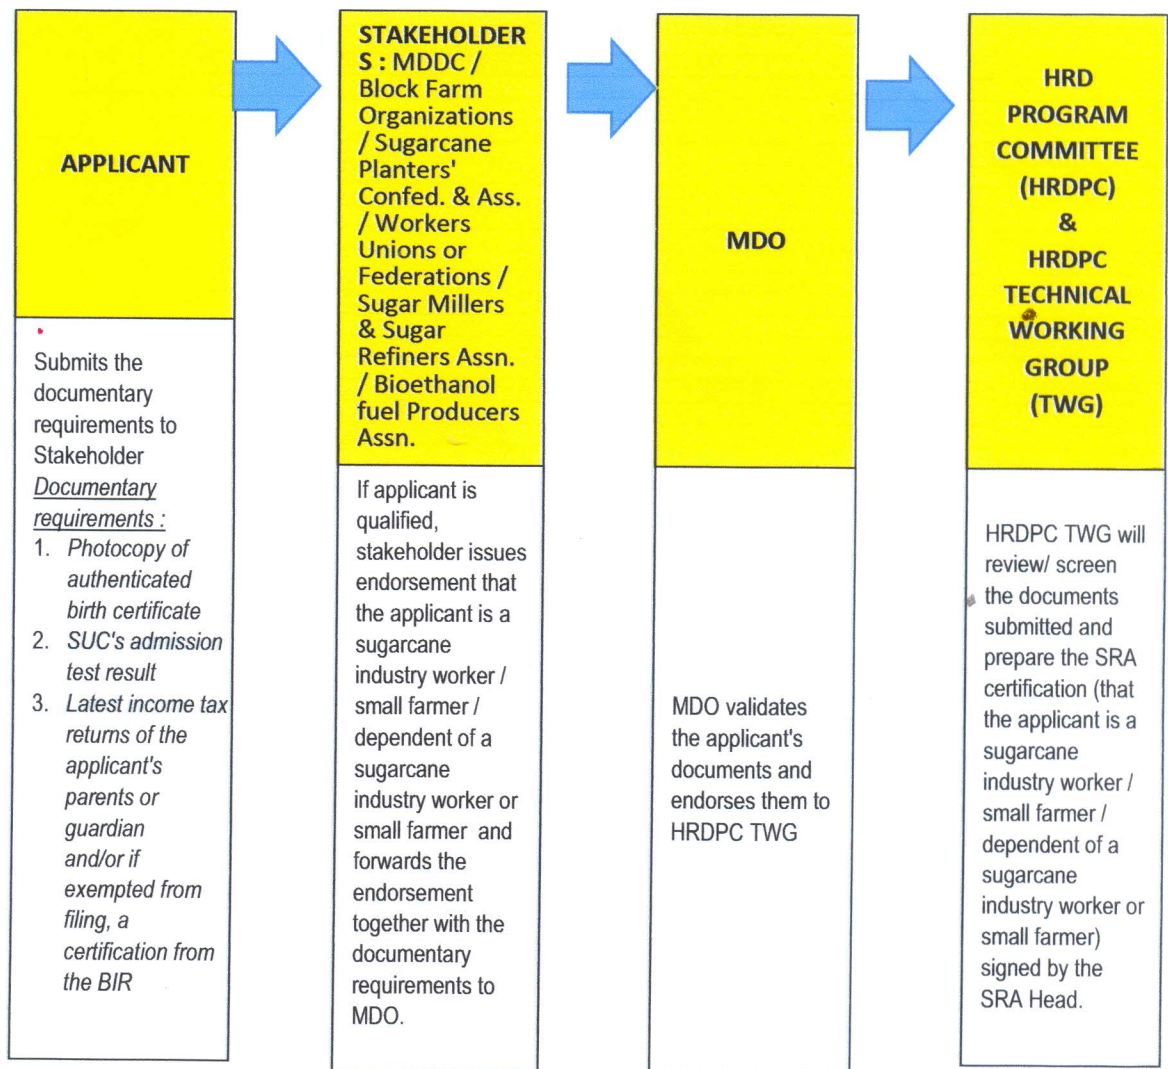 APPLICANT
Submits the
documentary
requirements to
Stakeholder
Documentary
requirements :
1. Photocopy of
authenticated
birth certificate
2. SUC's admission
test result
3. Latest income tax
returns of the
applicant's
parents or
guardian
and/or if
exempted from
filing, a
certification from
the BIR
STAKEHOLDER
S : MDDC /
Block Farm
Organizations
/ Sugarcane
Planters'
Confed. & Ass.
/ Workers
Unions or
Federations /
Sugar Millers
& Sugar
Refiners Assn.
/ Bioethanol
fuel Producers
Assn.
If applicant is
qualified,
stakeholder issues
endorsement that
the applicant is a
sugarcane
industry worker /
small farmer /
dependent of a
sugarcane
industry worker or
small farmer and
forwards the
endorsement
together with the
documentary
requirements to
MDO.
MDO
MDO validates
the applicant's
documents and
endorses them to
HRDPC TWG
HRD
PROGRAM
COMMITTEE
(HRDPC)
&
HRDPC
TECHNICAL
WORKING
GROUP
(TWG)
HRDPC TWG will
review/ screen
the documents
submitted and
prepare the SRA
certification (that
the applicant is a
sugarcane
industry worker /
small farmer /
dependent of a
sugarcane
industry worker or
small farmer)
signed by the
SRA Head.